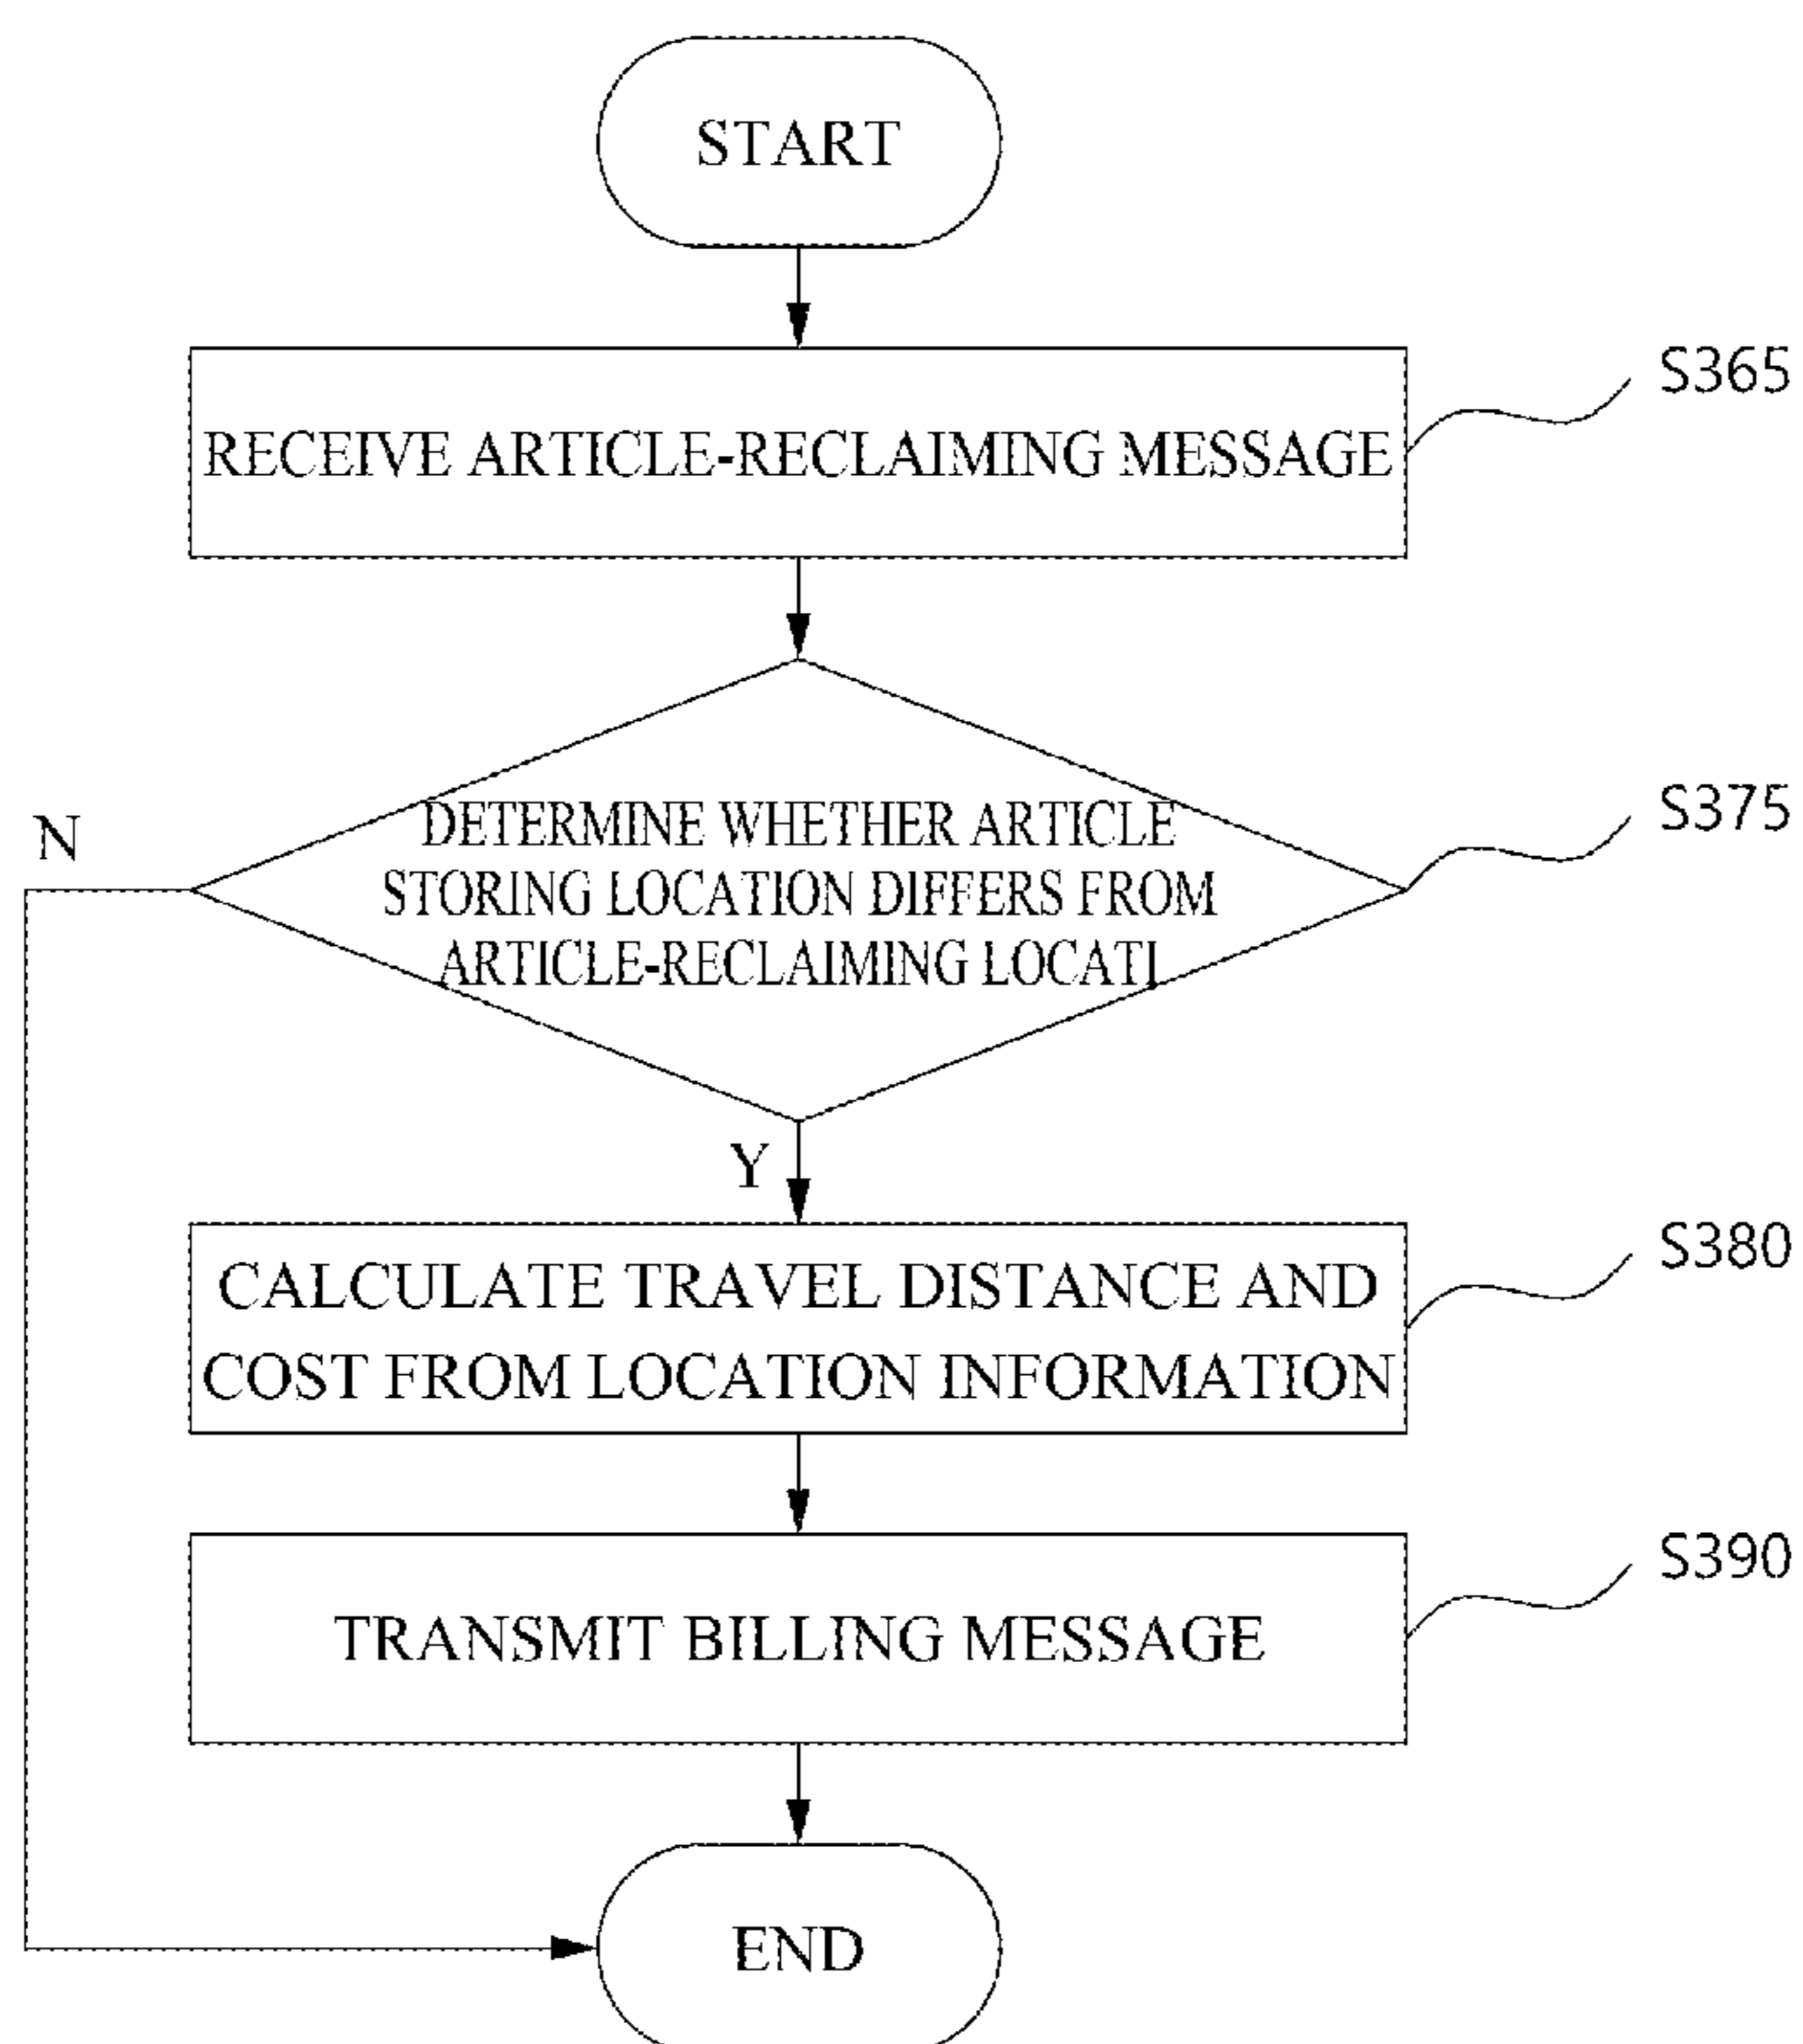 START
RECEIVE ARTICLE-RECLAIMING MESSAGE
S365
DETERMINE WHETHER ARTICLE
STORING LOCATION DIFFERS FROM
ARTICLE-RECLAIMING LOCATI
S375
N
Y
CALCULATE TRAVEL DISTANCE AND
COST FROM LOCATION INFORMATION
S380
TRANSMIT BILLING MESSAGE
S390
END